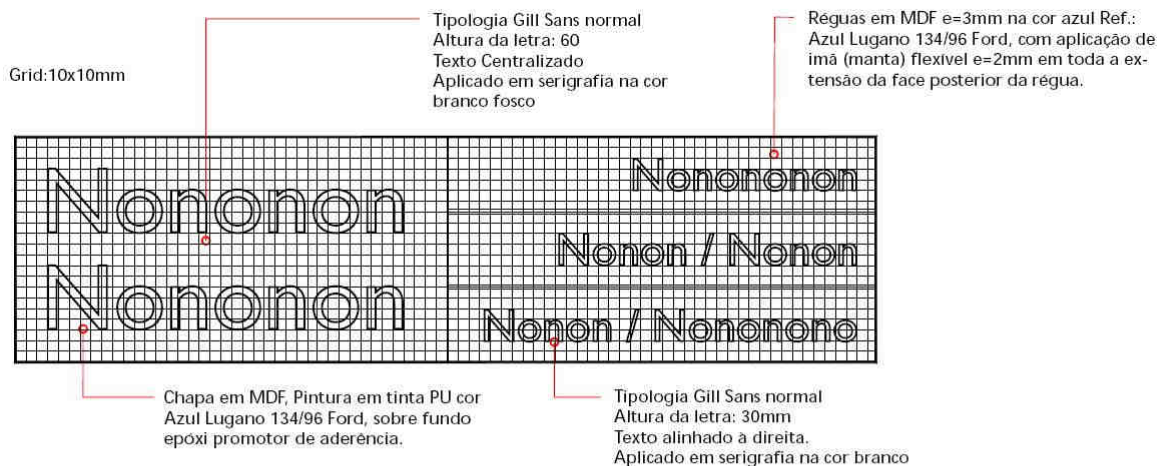 Grid:10x10mm
Tipologia Gill Sans normal
Altura da letra: 60
Texto Centralizado
Aplicado em serigrafia na cor
branco fosco
Réguas em MDF e=3mm na cor azul Ref.:
Azul Lugano 134/96 Ford, com aplicação de
imã (manta) flexível e=2mm em toda a ex-
tensão da face posterior da régua.
Nononon
Nononon
Nonononon
Nonon / Nonon
Nonon / Nononono
Chapa em MDF, Pintura em tinta PU cor
Azul Lugano 134/96 Ford, sobre fundo
epóxi promotor de aderência.
Tipologia Gill Sans normal
Altura da letra: 30mm
Texto alinhado à direita.
Aplicado em serigrafia na cor branco